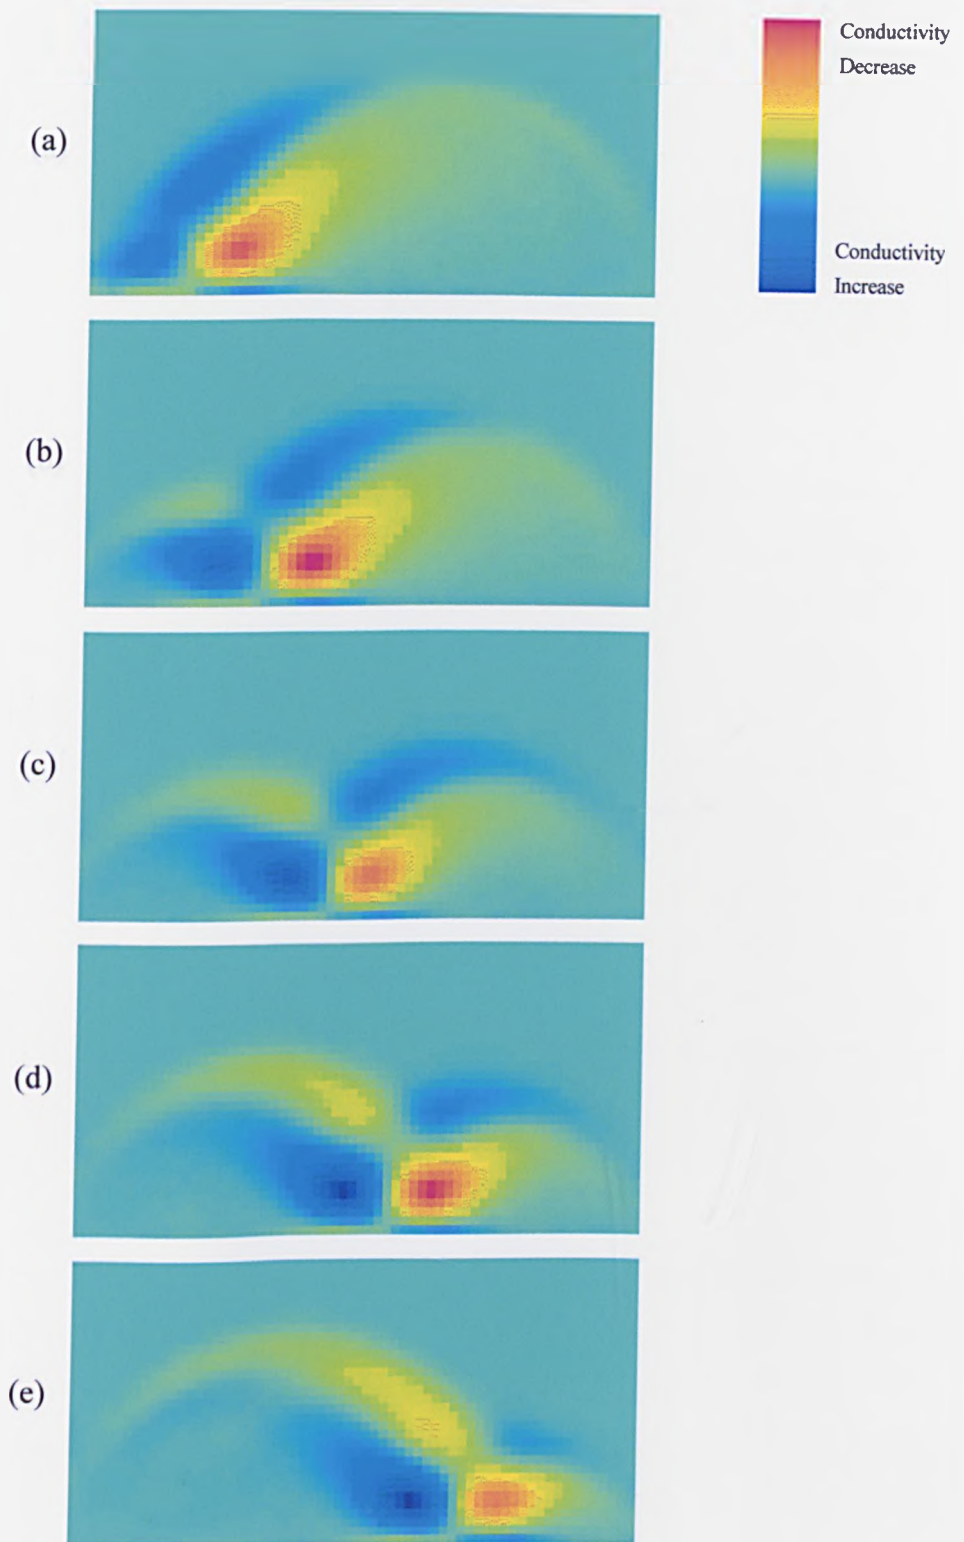 Conductivity
Decrease
(a)
Conductivity
Increase
(b)
(c)
(d)
(e)